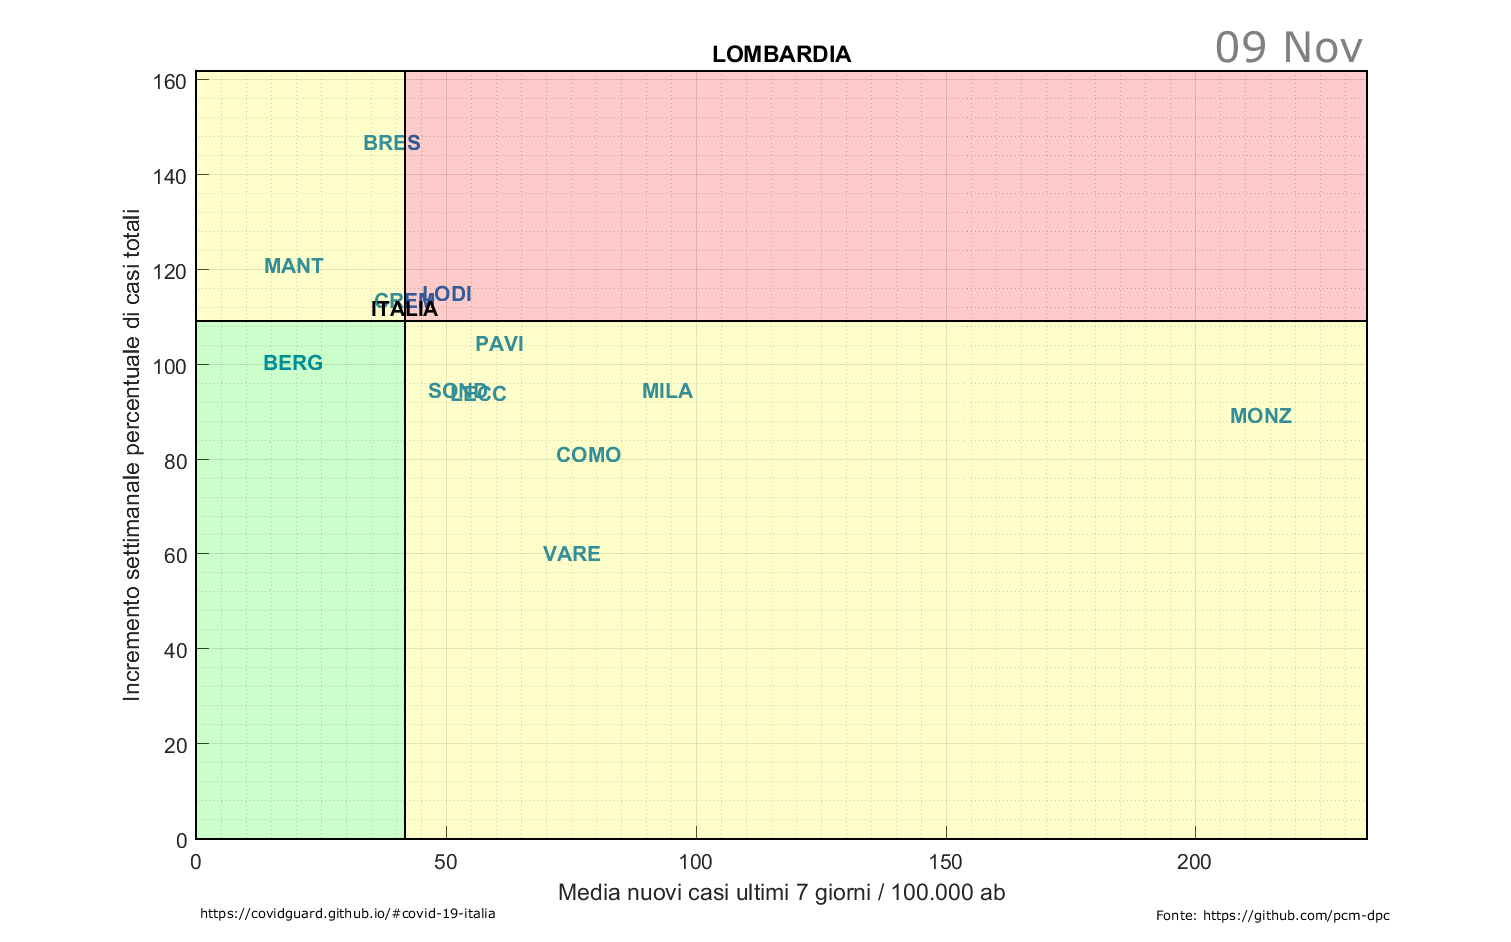 09 Nov
LOMBARDIA
160
BRES
140
Incremento settimanale percentuale di casi totali
MANT
120
LODI
CREM
ITALIA
PAVI
100
BERG
SOND
LECC
MILA
MONZ
80
COMO
60
VARE
40
20
0
0 50 100 150 200
Media nuovi casi ultimi 7 giorni / 100.000 ab
https://covidguard.github.io/#covid-19-italia
Fonte: https://github.com/pcm-dpc